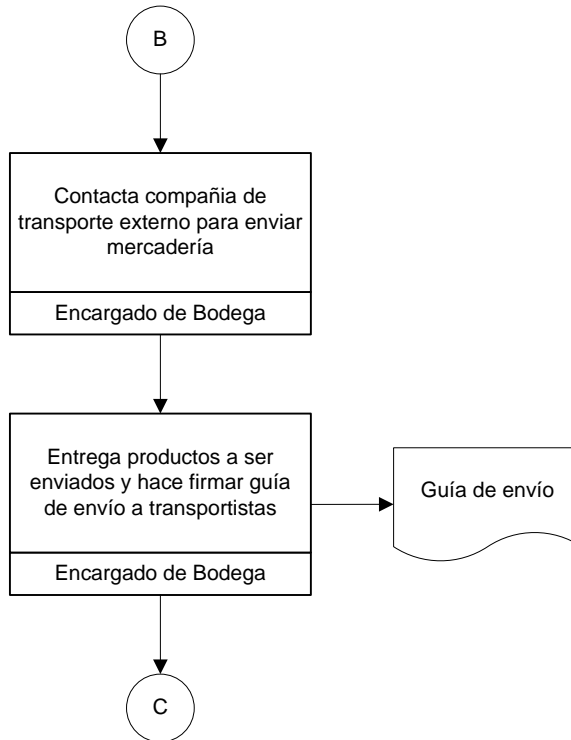 B
Contacta compañia de
transporte externo para enviar
mercadería
Encargado de Bodega
Entrega productos a ser
enviados y hace firmar guía
de envío a transportistas
Guía de envío
Encargado de Bodega
C